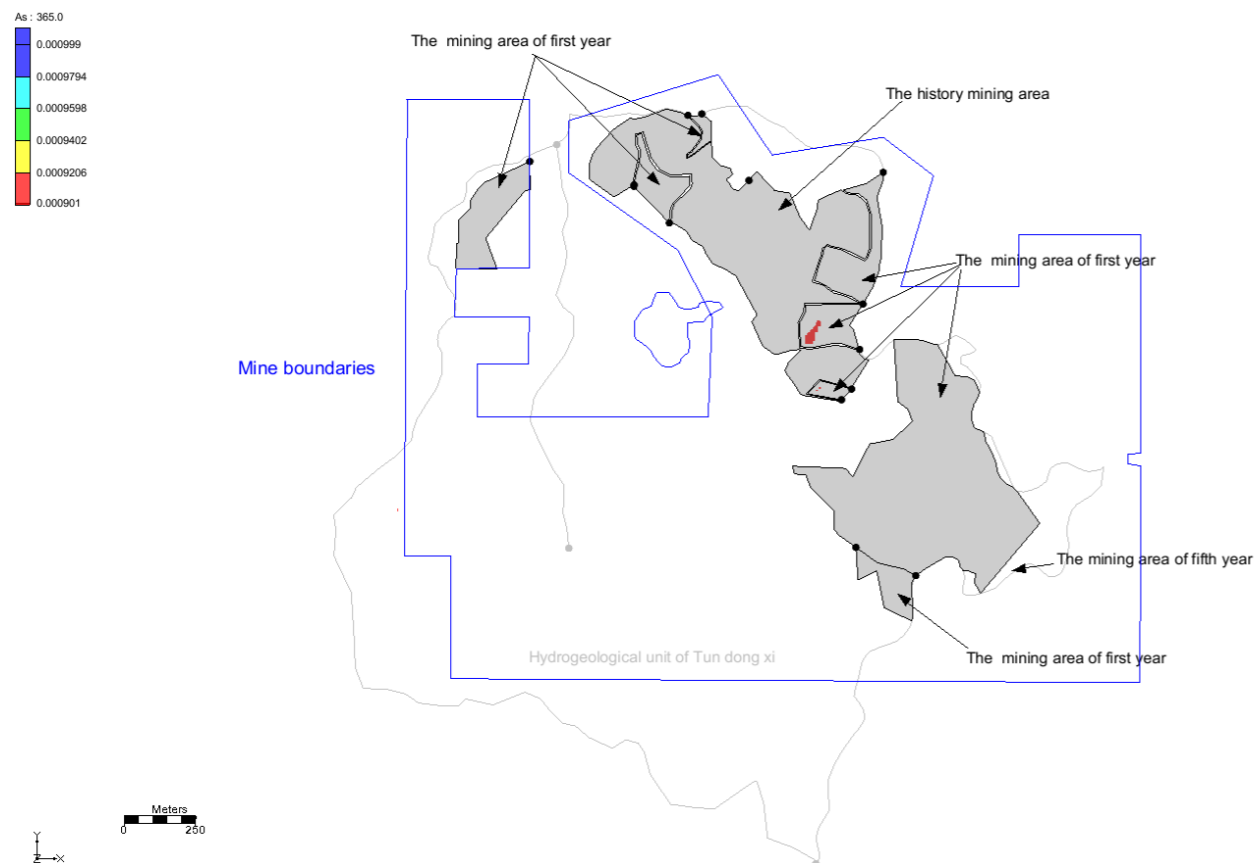 As : 365.0
0.000999
0.0009794
0.0009598
0.0009402
0.0009206
0.000901
The mining area of first year
The history mining area
The mining area of first year
Mine boundaries
The mining area of fifth year
Hydrogeological unit of Tun dong xi
The mining area of first year
Meters
0 250
Y
Z X